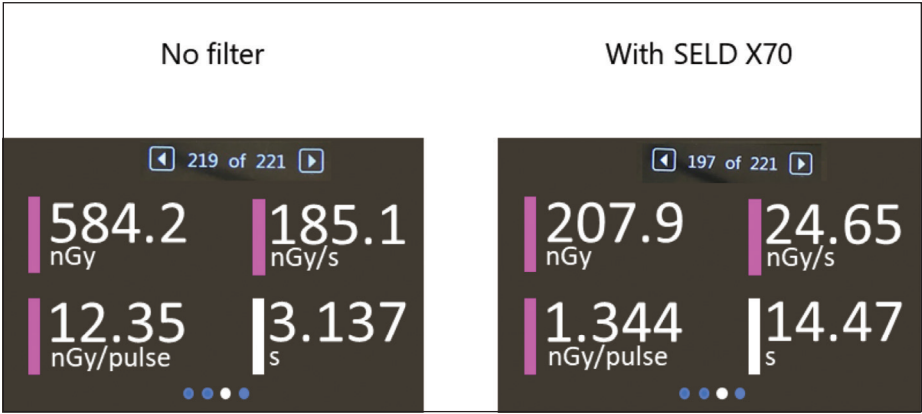 No filter
With SELD X70
219 of 221
584.2
nGy
185.1
nGy/s
12.35
nGy/pulse
3.137
s
197 of 221
207.9
nGy
24.65
nGy/s
1.344
nGy/pulse
14.47
s